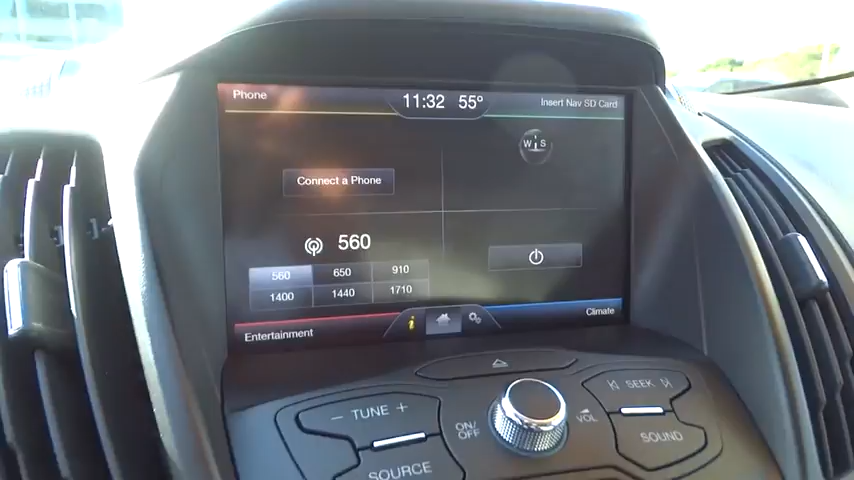 Phone 11:32 55° Insert Nav SD Card
W S
Connect a Phone
560
560 650 910
1400 1440 1710
Entertainment i Climate
SEEK
− TUNE + ON/OFF VOL
SOURCE SOUND